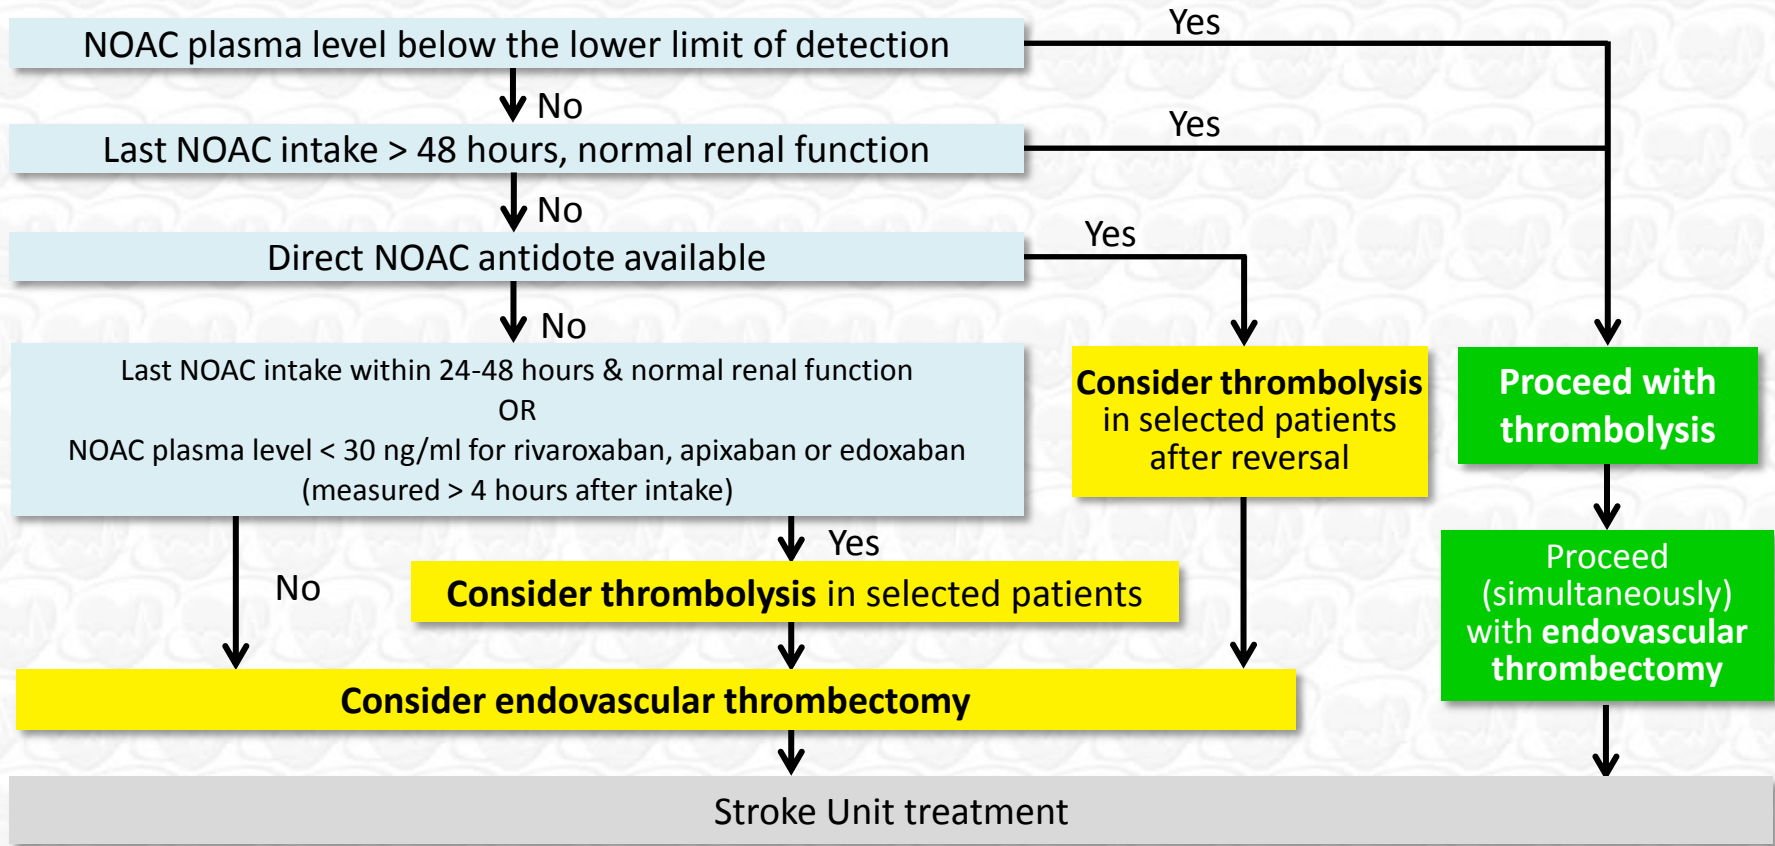 NOAC plasma level below the lower limit of detection
Yes
No
Last NOAC intake > 48 hours, normal renal function
Yes
No
Direct NOAC antidote available
Yes
No
Last NOAC intake within 24-48 hours & normal renal function
OR
NOAC plasma level < 30 ng/ml for rivaroxaban, apixaban or edoxaban
(measured > 4 hours after intake)
Consider thrombolysis
in selected patients
after reversal
Proceed with
thrombolysis
No
Yes
Consider thrombolysis in selected patients
Proceed
(simultaneously)
with endovascular
thrombectomy
Consider endovascular thrombectomy
Stroke Unit treatment